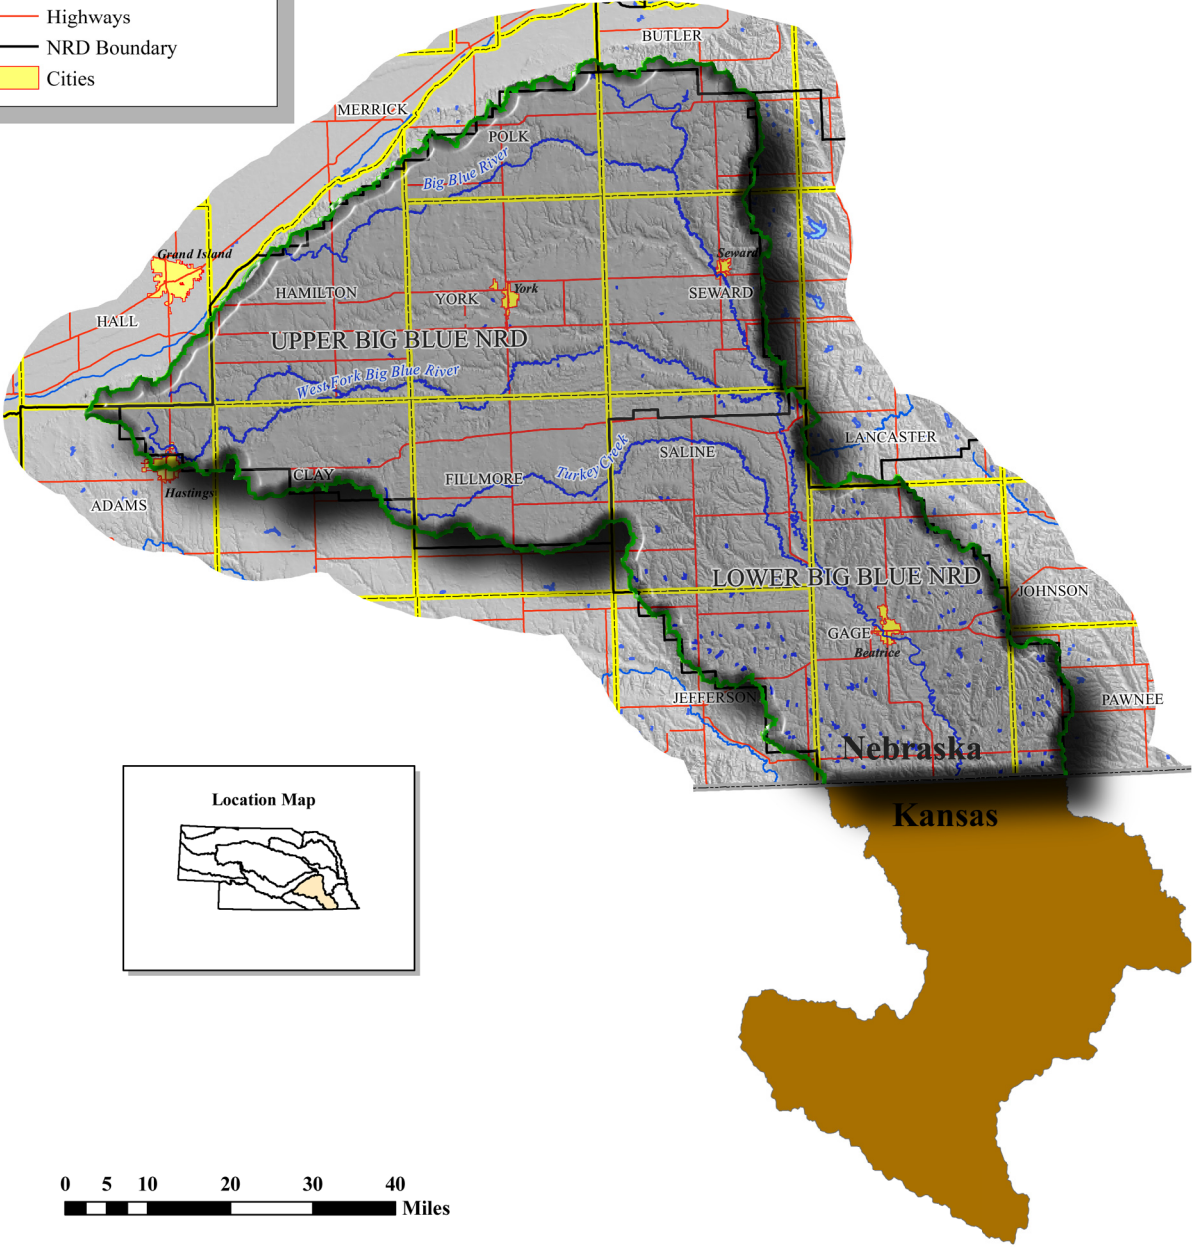 Highways
NRD Boundary
Cities
BUTLER
MERRICK
POLK
Big Blue River
Grand Island
Seward
HAMILTON
YORK
York
SEWARD
HALL
UPPER BIG BLUE NRD
West Fork Big Blue River
LANCASTER
Turkey Creek
SALINE
CLAY
FILLMORE
Hastings
ADAMS
LOWER BIG BLUE NRD
JOHNSON
GAGE
Beatrice
JEFFERSON
PAWNEE
Nebraska
Kansas
Location Map
0 5 10 20 30 40
Miles